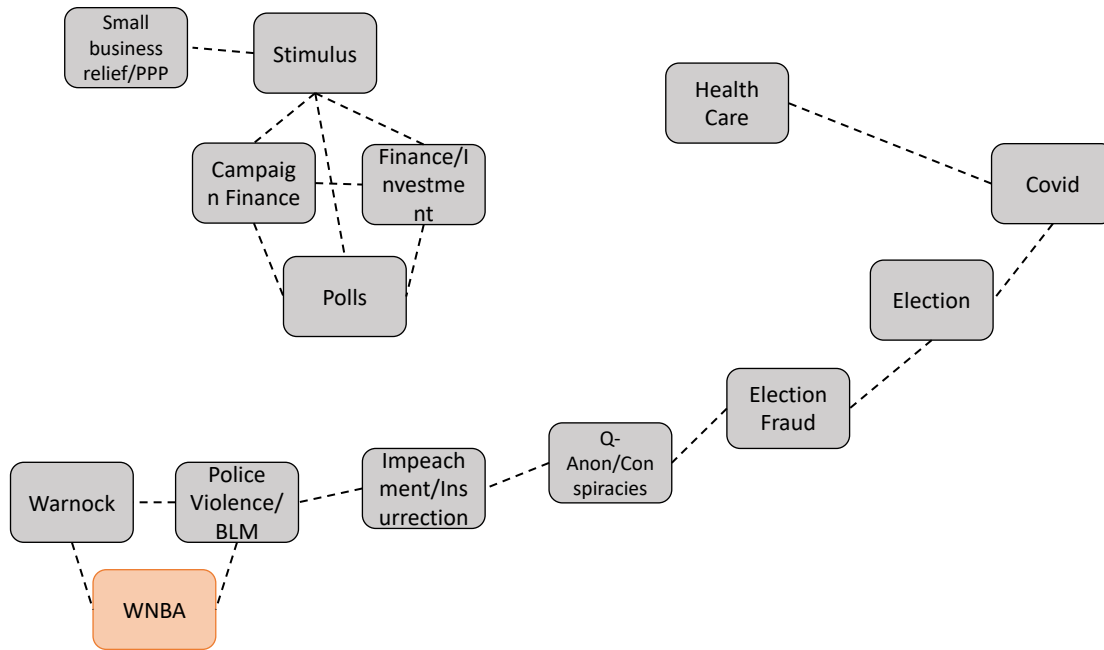 Small
business
relief/PPP
Stimulus
Health
Care
Campaig
n Finance
Finance/I
nvestme
nt
Covid
Polls
Election
Election
Fraud
Q-
Anon/Con
spiracies
Impeach
ment/Ins
urrection
Police
Violence/
BLM
Warnock
WNBA